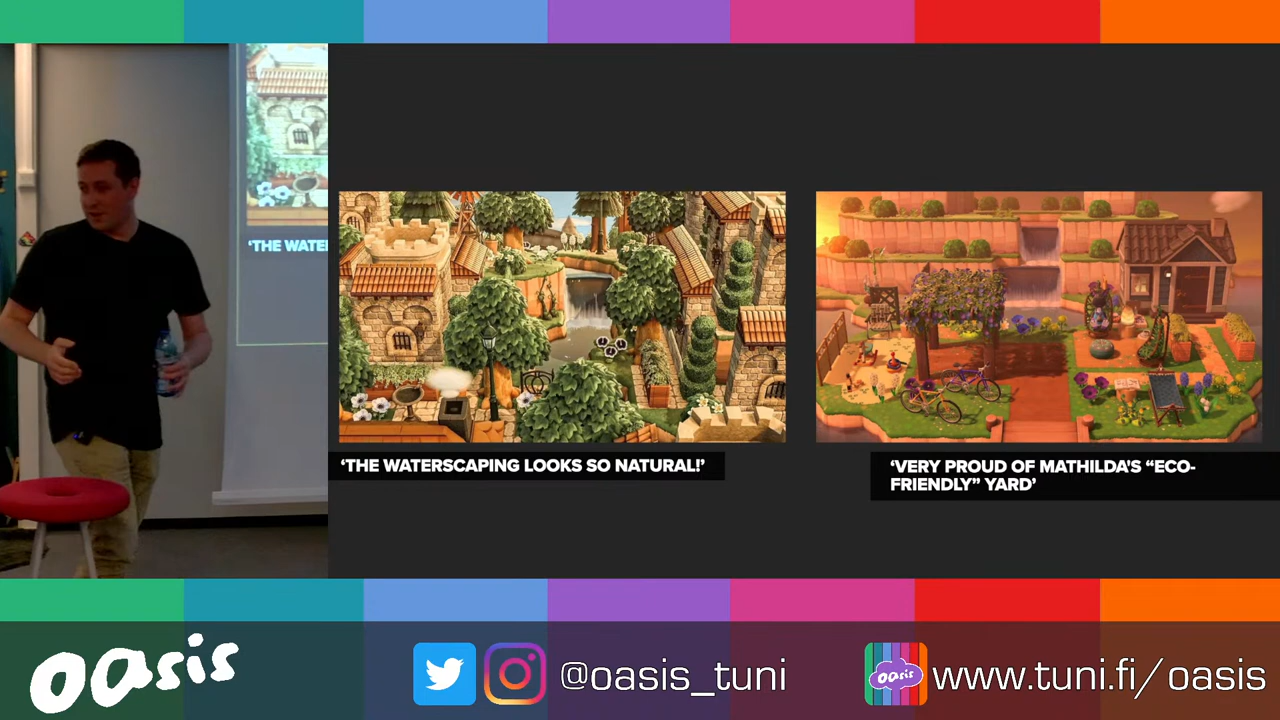 ‘THE WATE
‘THE WATERSCAPING LOOKS SO NATURAL!’
‘VERY PROUD OF MATHILDA'S “ECO-
FRIENDLY” YARD’
oasis
@oasis_tuni
oasis
www.tuni.fi/oasis